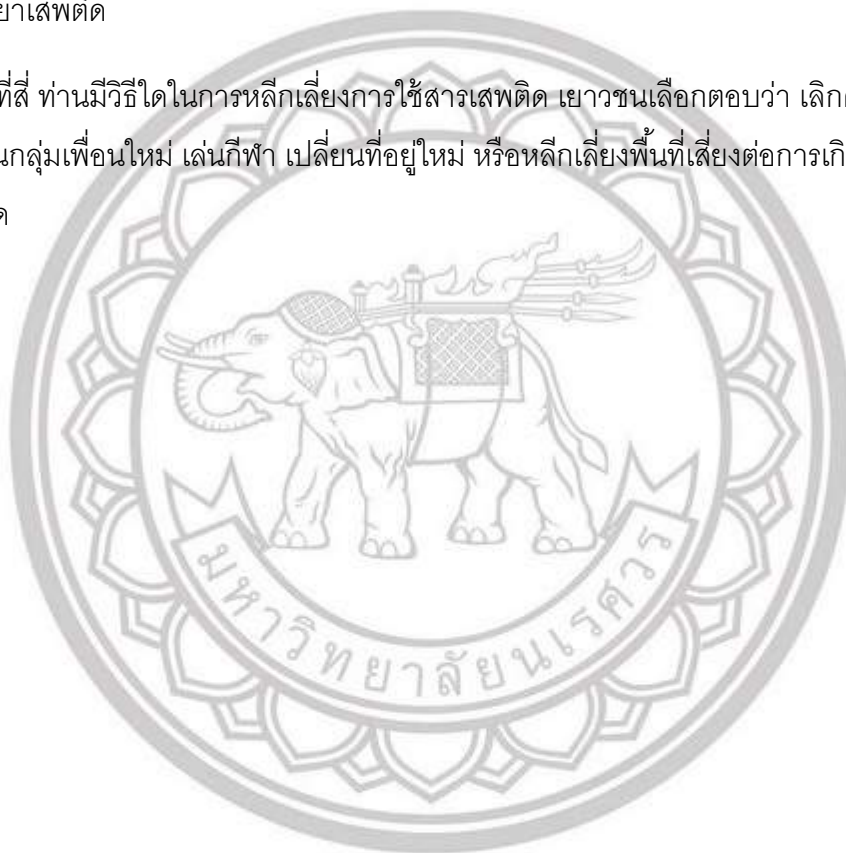 ยาเสพติด
ที่สี่ ท่านมีวิธีใดในการหลีกเลี่ยงการใช้สารเสพติด เยาวชนเลือกตอบว่า เลิก
นกลุ่มเพื่อนใหม่ เล่นกีฬา เปลี่ยนที่อยู่ใหม่ หรือหลีกเลี่ยงพื้นที่เสี่ยงต่อการเกิ
ด
มหาวิทยาลัยนเรศวร